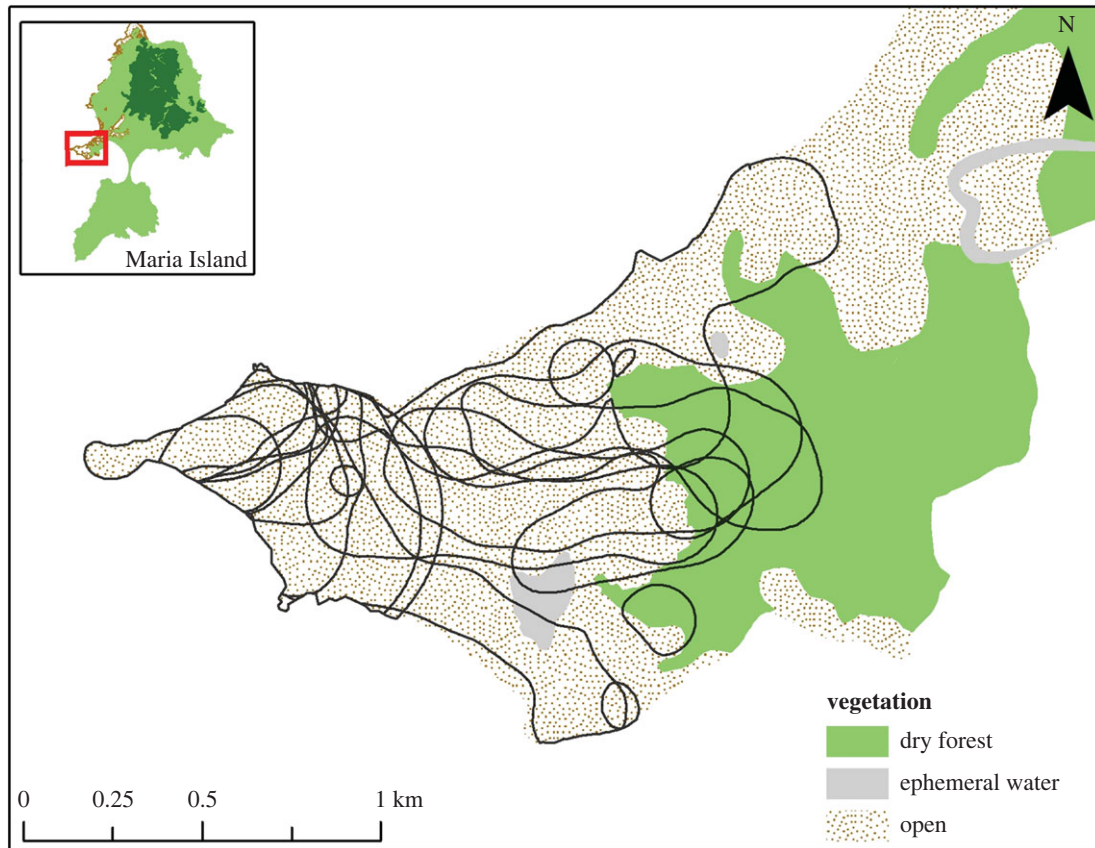 N
Maria Island
vegetation
dry forest
ephemeral water
open
0 0.25 0.5 1 km